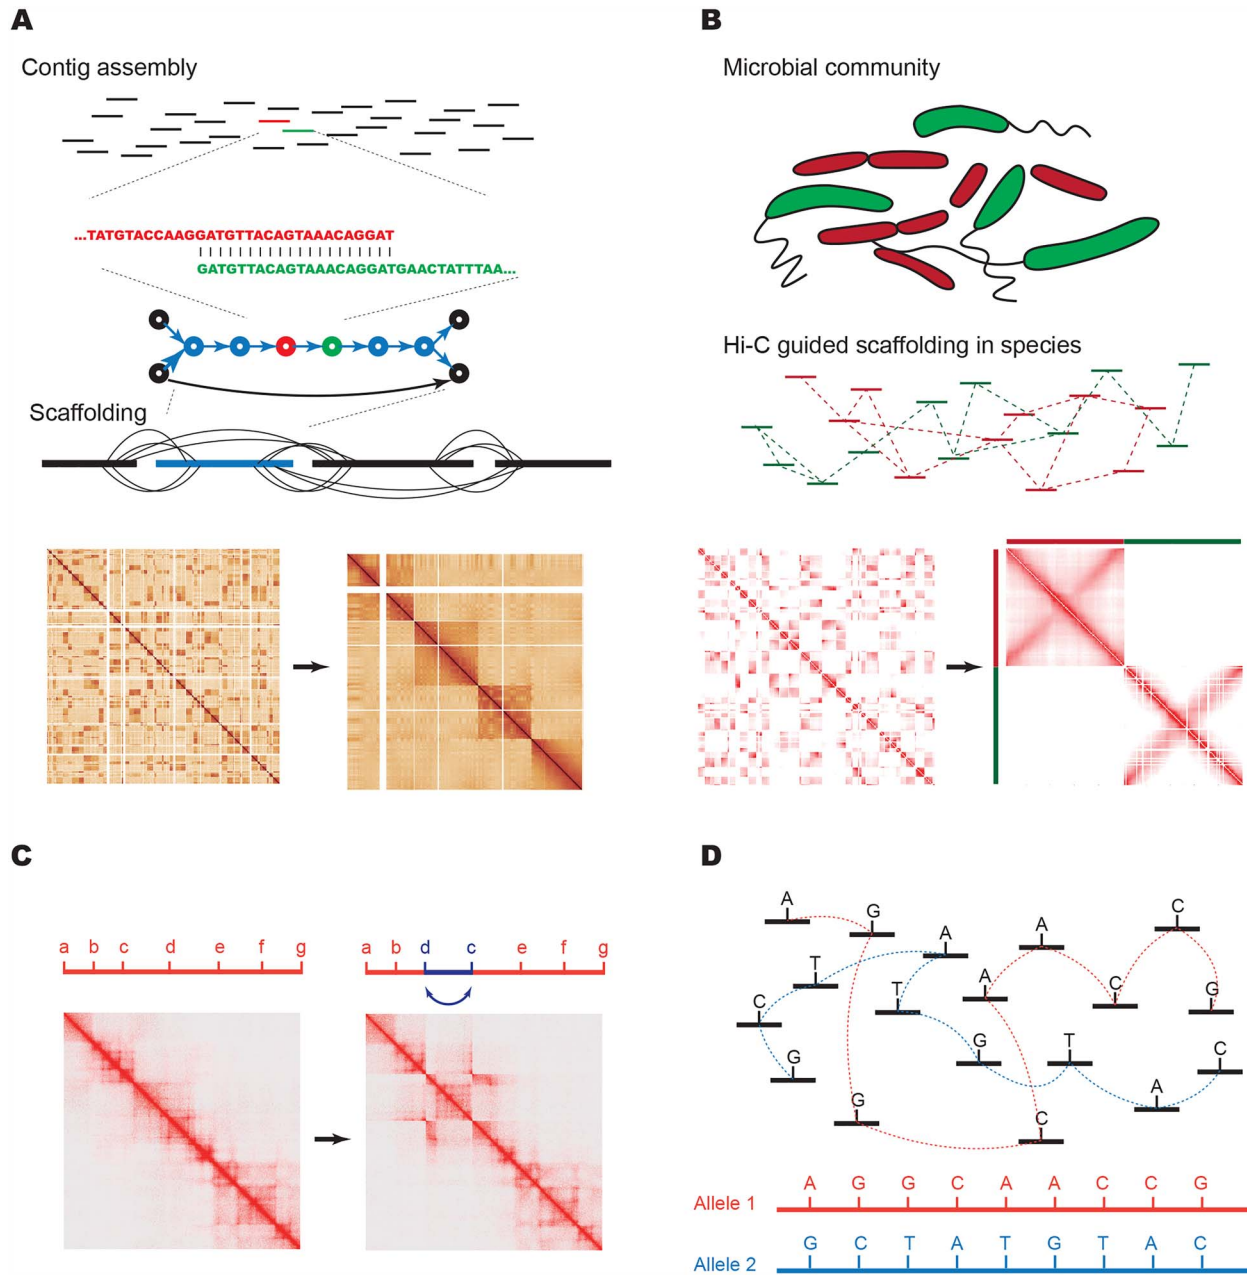 A
Contig assembly
...TATGTACCAAGGATGTTACAGTAAACAGGAT
GATGTTACAGTAAACAGGATGAACTATTTAA...
Scaffolding
B
Microbial community
Hi-C guided scaffolding in species
C
a b c d e f g
a b d c e f g
D
A
G
C
A
A
T
C
T
A
C
G
C
G
T
C
G
A
G
C
Allele 1
A G G C A A C C G
Allele 2
G C T A T G T A C